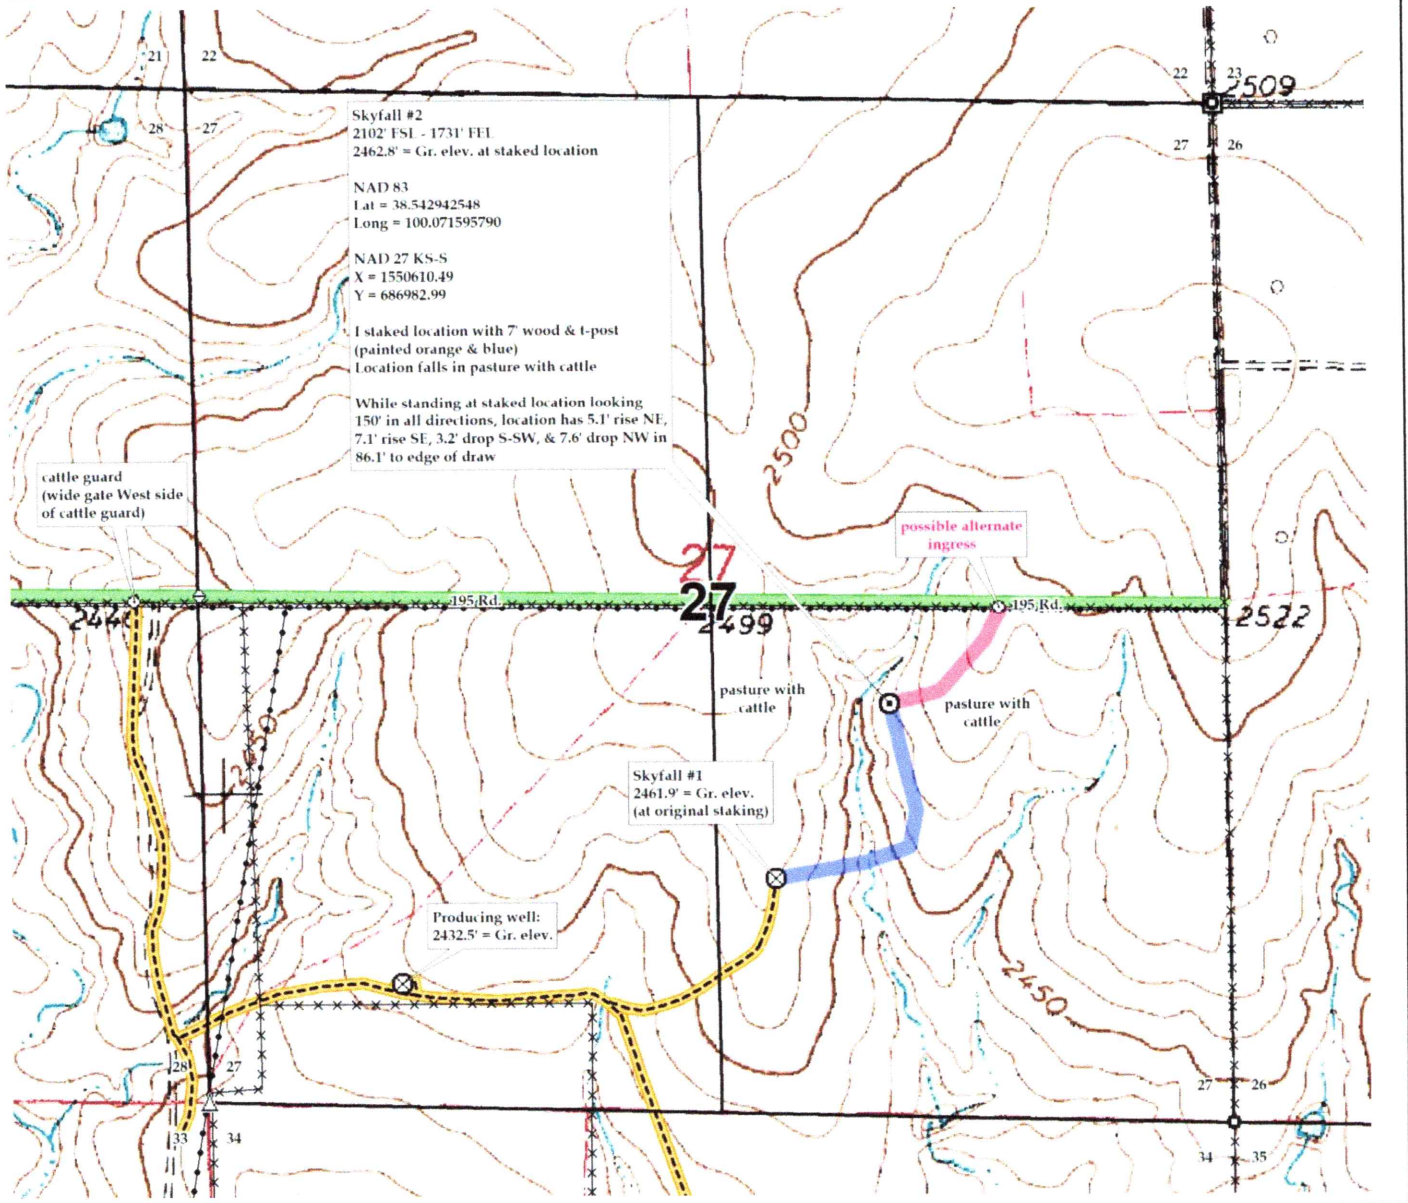 21
22
22
23
2509
28
27
27
26
Skyfall #2
2102' FSL - 1731' FEL
2462.8' = Gr. elev. at staked location
NAD 83
Lat = 38.542942548
Long = 100.071595790
NAD 27 KS-S
X = 1550610.49
Y = 686982.99
I staked location with 7' wood & t-post
(painted orange & blue)
Location falls in pasture with cattle
While standing at staked location looking
150' in all directions, location has 5.1' rise NE,
7.1' rise SE, 3.2' drop S-SW, & 7.6' drop NW in
86.1' to edge of draw
2500
cattle guard
(wide gate West side
of cattle guard)
possible alternate
ingress
27
27
195 Rd.
195 Rd.
2499
2522
pasture with
cattle
pasture with
cattle
2450
Skyfall #1
2461.9' = Gr. elev.
(at original staking)
Producing well:
2432.5' = Gr. elev.
2450
28
27
27
26
33
34
34
35